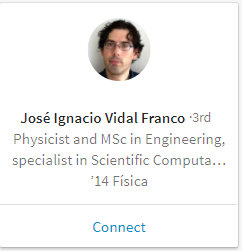 José Ignacio Vidal Franco ·3rd
Physicist and MSc in Engineering,
specialist in Scientific Computa...
’14 Física
Connect